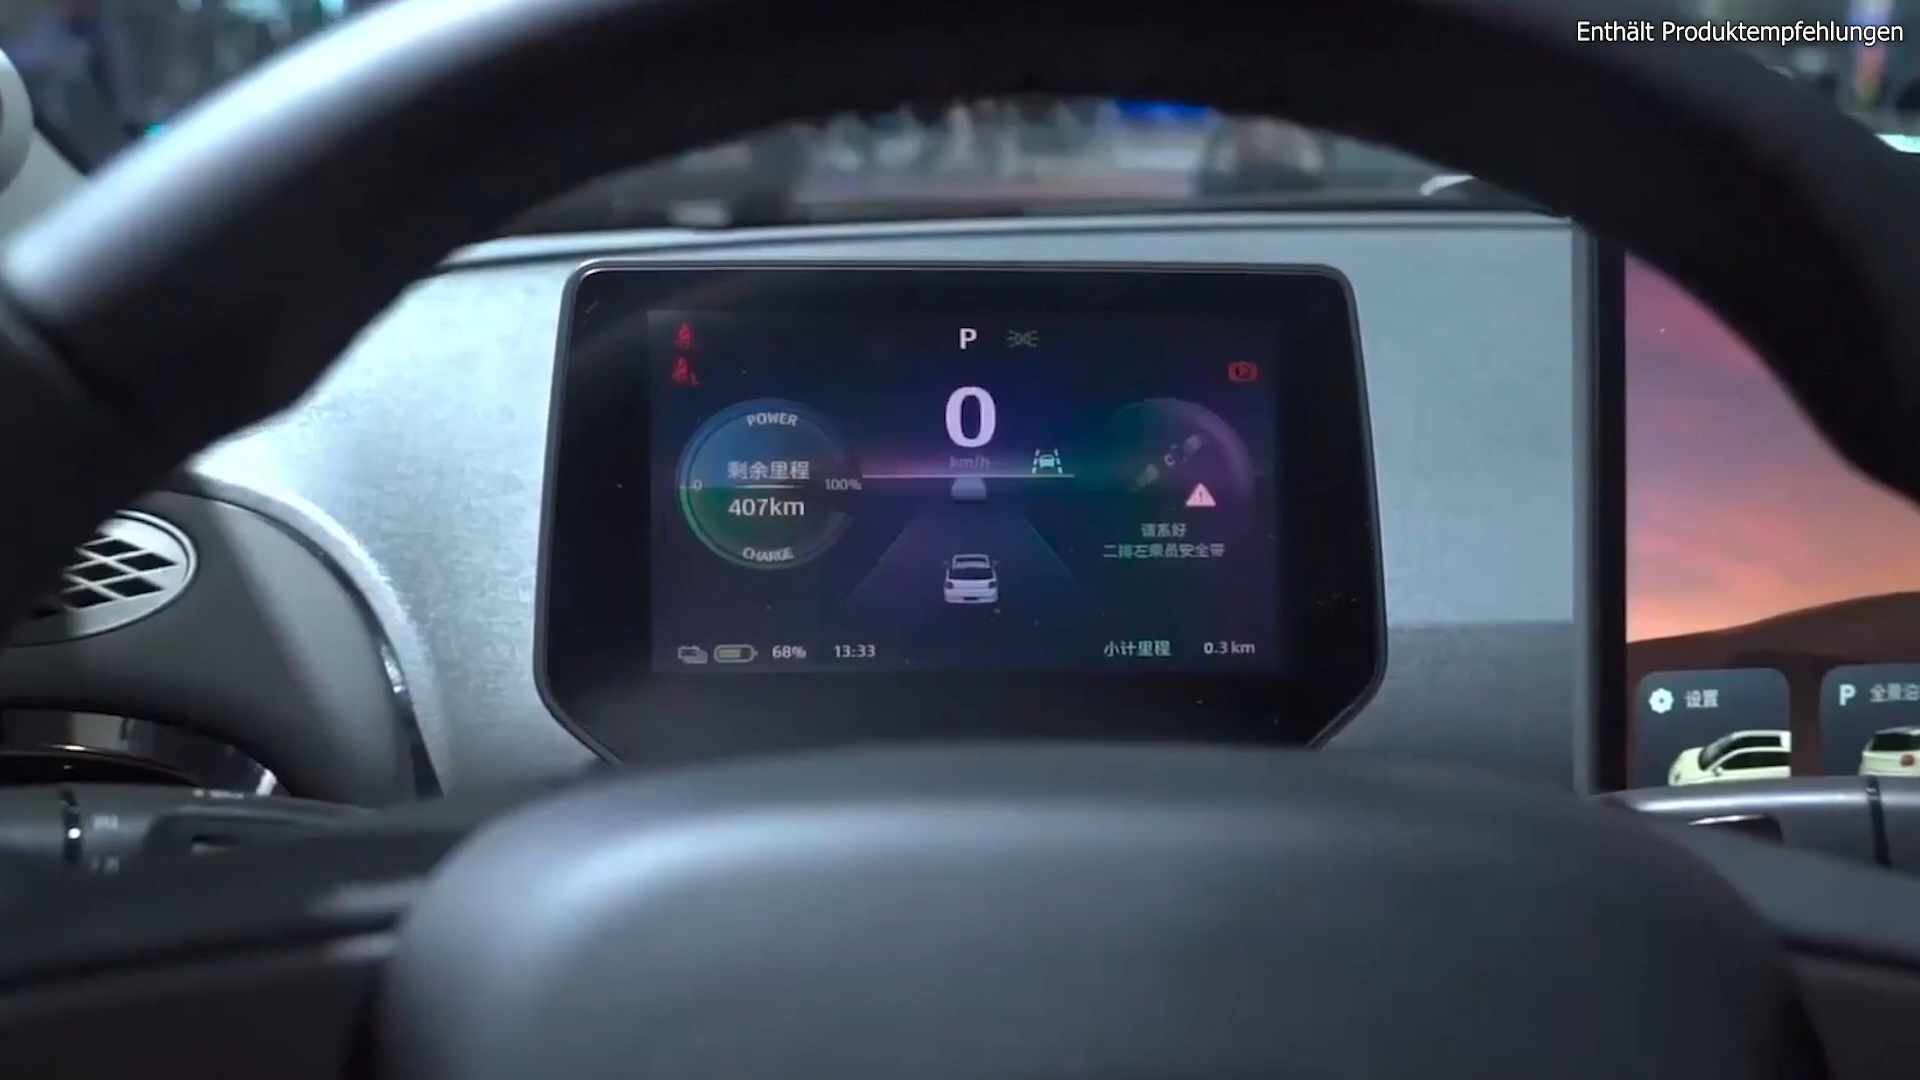 Enthält Produktempfehlungen
P
0
km/h
POWER
剩余里程
0
100%
407km
CHARGE
请系好
二排左乘员安全带
68%
13:33
小计里程
0.3 km
设置
P